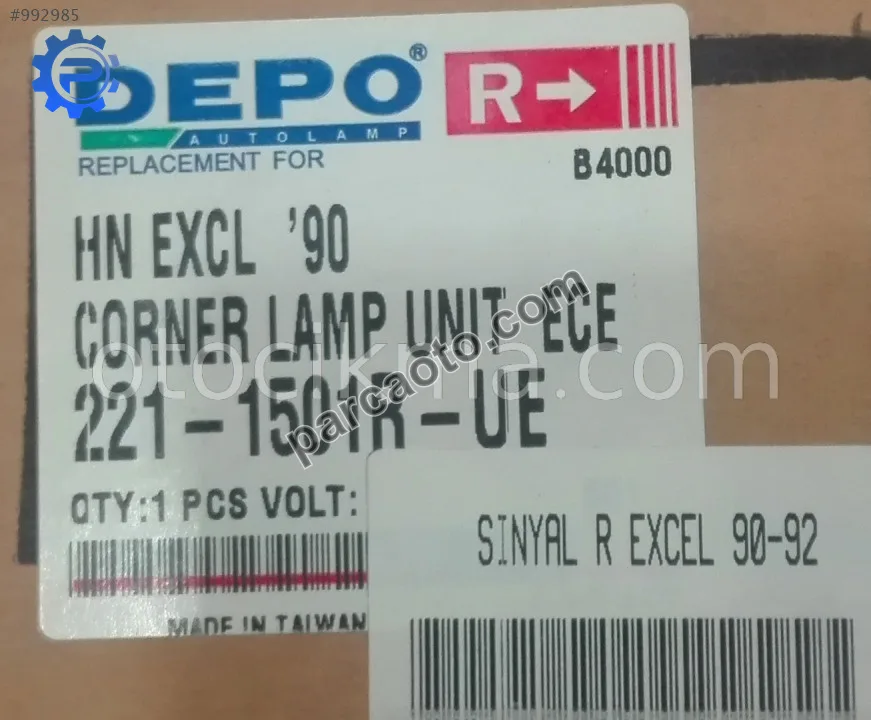 #992985
DEPO®
AUTOLAMP
REPLACEMENT FOR
R
B4000
HN EXCL '90
CORNER LAMP UNIT ECE
221-1501R-UE
parcaoto.com
otocikma.com
QTY:1 PCS VOLT:
SINYAL R EXCEL 90-92
MADE IN TAIWAN